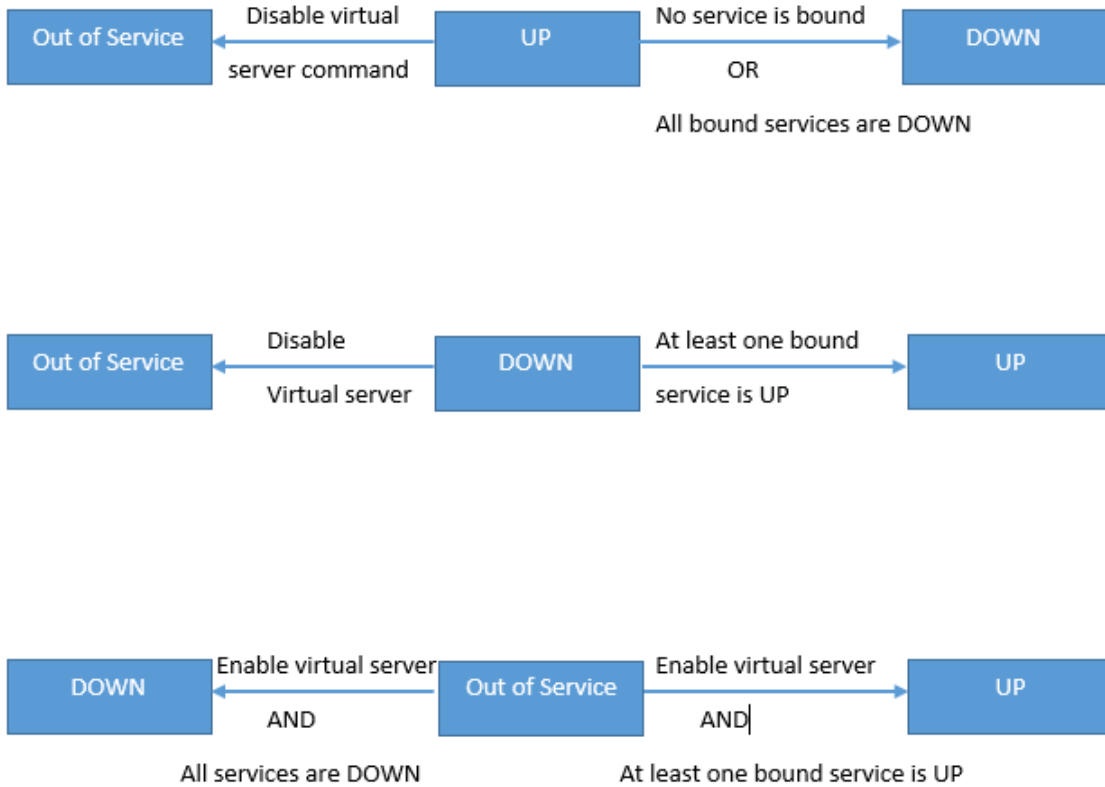 Out of Service
Disable virtual
server command
UP
No service is bound
OR
All bound services are DOWN
DOWN
Out of Service
Disable
Virtual server
DOWN
At least one bound
service is UP
UP
DOWN
Enable virtual server
AND
All services are DOWN
Out of Service
Enable virtual server
AND
At least one bound service is UP
UP